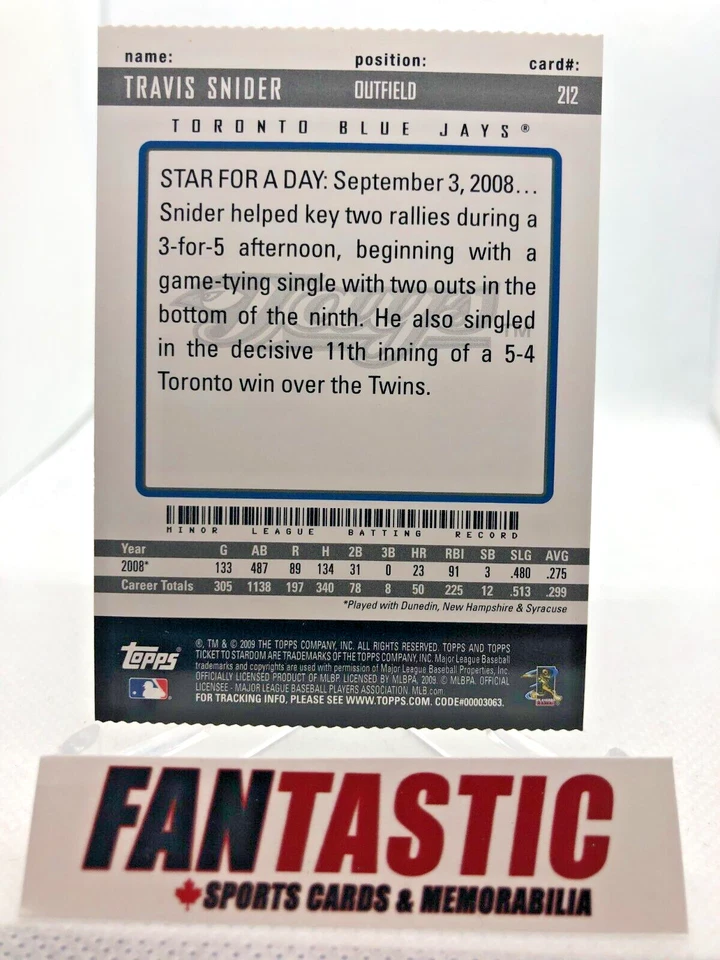 name: position: card#:
TRAVIS SNIDER OUTFIELD 212
TORONTO BLUE JAYS®
STAR FOR A DAY: September 3, 2008...
Snider helped key two rallies during a
3-for-5 afternoon, beginning with a
game-tying single with two outs in the
bottom of the ninth. He also singled
in the decisive 11th inning of a 5-4
Toronto win over the Twins.
Jays TM
MINOR LEAGUE BATTING RECORD
Year G AB R H 2B 3B HR RBI SB SLG AVG
2008* 133 487 89 134 31 0 23 91 3 .480 .275
Career Totals 305 1138 197 340 78 8 50 225 12 .513 .299
*Played with Dunedin, New Hampshire & Syracuse
topps
®, TM & © 2009 THE TOPPS COMPANY, INC. ALL RIGHTS RESERVED. TOPPS AND TOPPS
TICKET TO STARDOM ARE TRADEMARKS OF THE TOPPS COMPANY, INC. Major League Baseball
trademarks and copyrights are used with permission of Major League Baseball Properties, Inc.
OFFICIALLY LICENSED PRODUCT OF MLBP. LICENSED BY MLBPA, 2009. © MLBPA. OFFICIAL
LICENSEE - MAJOR LEAGUE BASEBALL PLAYERS ASSOCIATION. MLB.com
FOR TRACKING INFO, PLEASE SEE WWW.TOPPS.COM. CODE#00003063.
FANTASTIC
SPORTS CARDS & MEMORABILIA